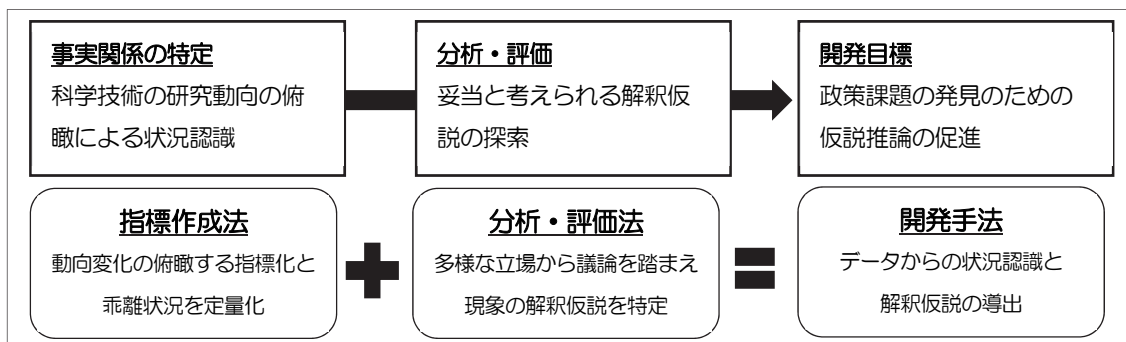 事実関係の特定
科学技術の研究動向の俯
瞰による状況認識
分析・評価
妥当と考えられる解釈仮
説の探索
開発目標
政策課題の発見のための
仮説推論の促進
指標作成法
動向変化の俯瞰する指標化と
乖離状況を定量化
分析・評価法
多様な立場から議論を踏まえ
現象の解釈仮説を特定
開発手法
データからの状況認識と
解釈仮説の導出